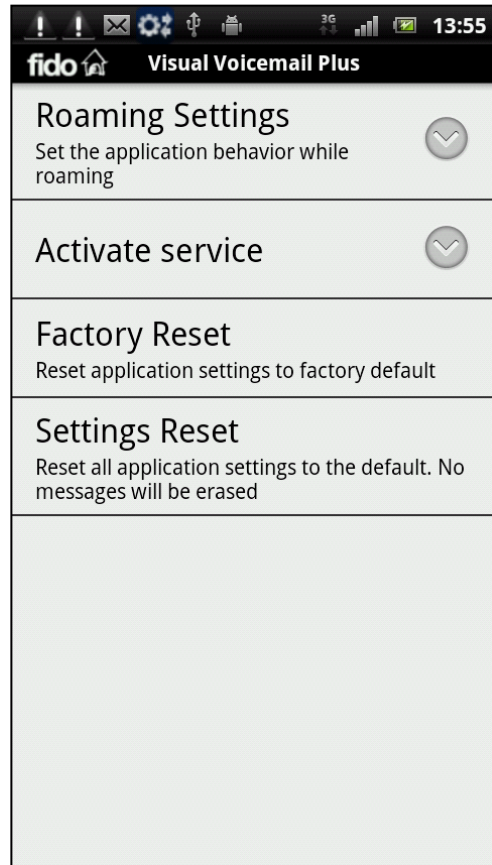 3G 13:55
fido Visual Voicemail Plus
Roaming Settings
Set the application behavior while
roaming
Activate service
Factory Reset
Reset application settings to factory default
Settings Reset
Reset all application settings to the default. No
messages will be erased